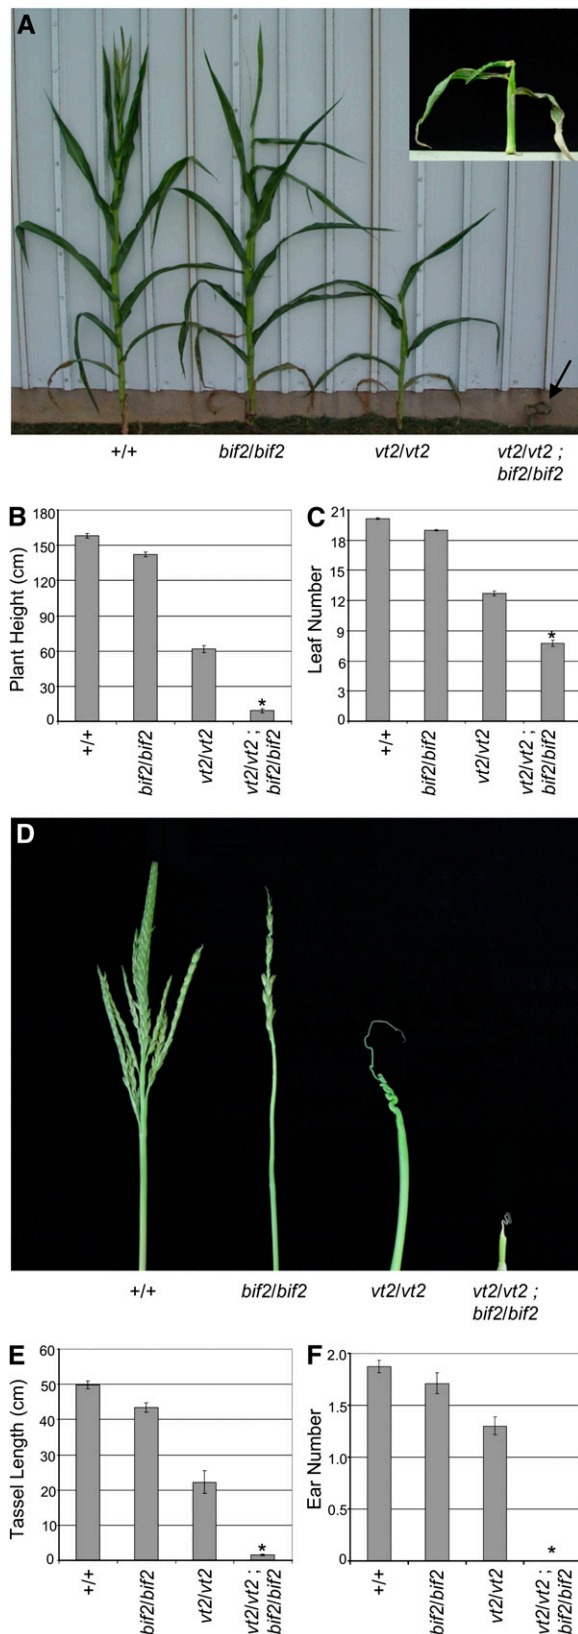 A
+/+ bif2/bif2 vt2/vt2 vt2/vt2 ;
bif2/bif2
B
Plant Height (cm)
180
150
120
90
60
30
0
*
+/+
bif2/bif2
vt2/vt2
vt2/vt2 ;
bif2/bif2
C
Leaf Number
21
18
15
12
9
6
3
0
*
+/+
bif2/bif2
vt2/vt2
vt2/vt2 ;
bif2/bif2
D
+/+ bif2/bif2 vt2/vt2 vt2/vt2 ;
bif2/bif2
E
Tassel Length (cm)
60
50
40
30
20
10
0
*
+/+
bif2/bif2
vt2/vt2
vt2/vt2 ;
bif2/bif2
F
Ear Number
2.0
1.5
1.0
0.5
0
*
+/+
bif2/bif2
vt2/vt2
vt2/vt2 ;
bif2/bif2